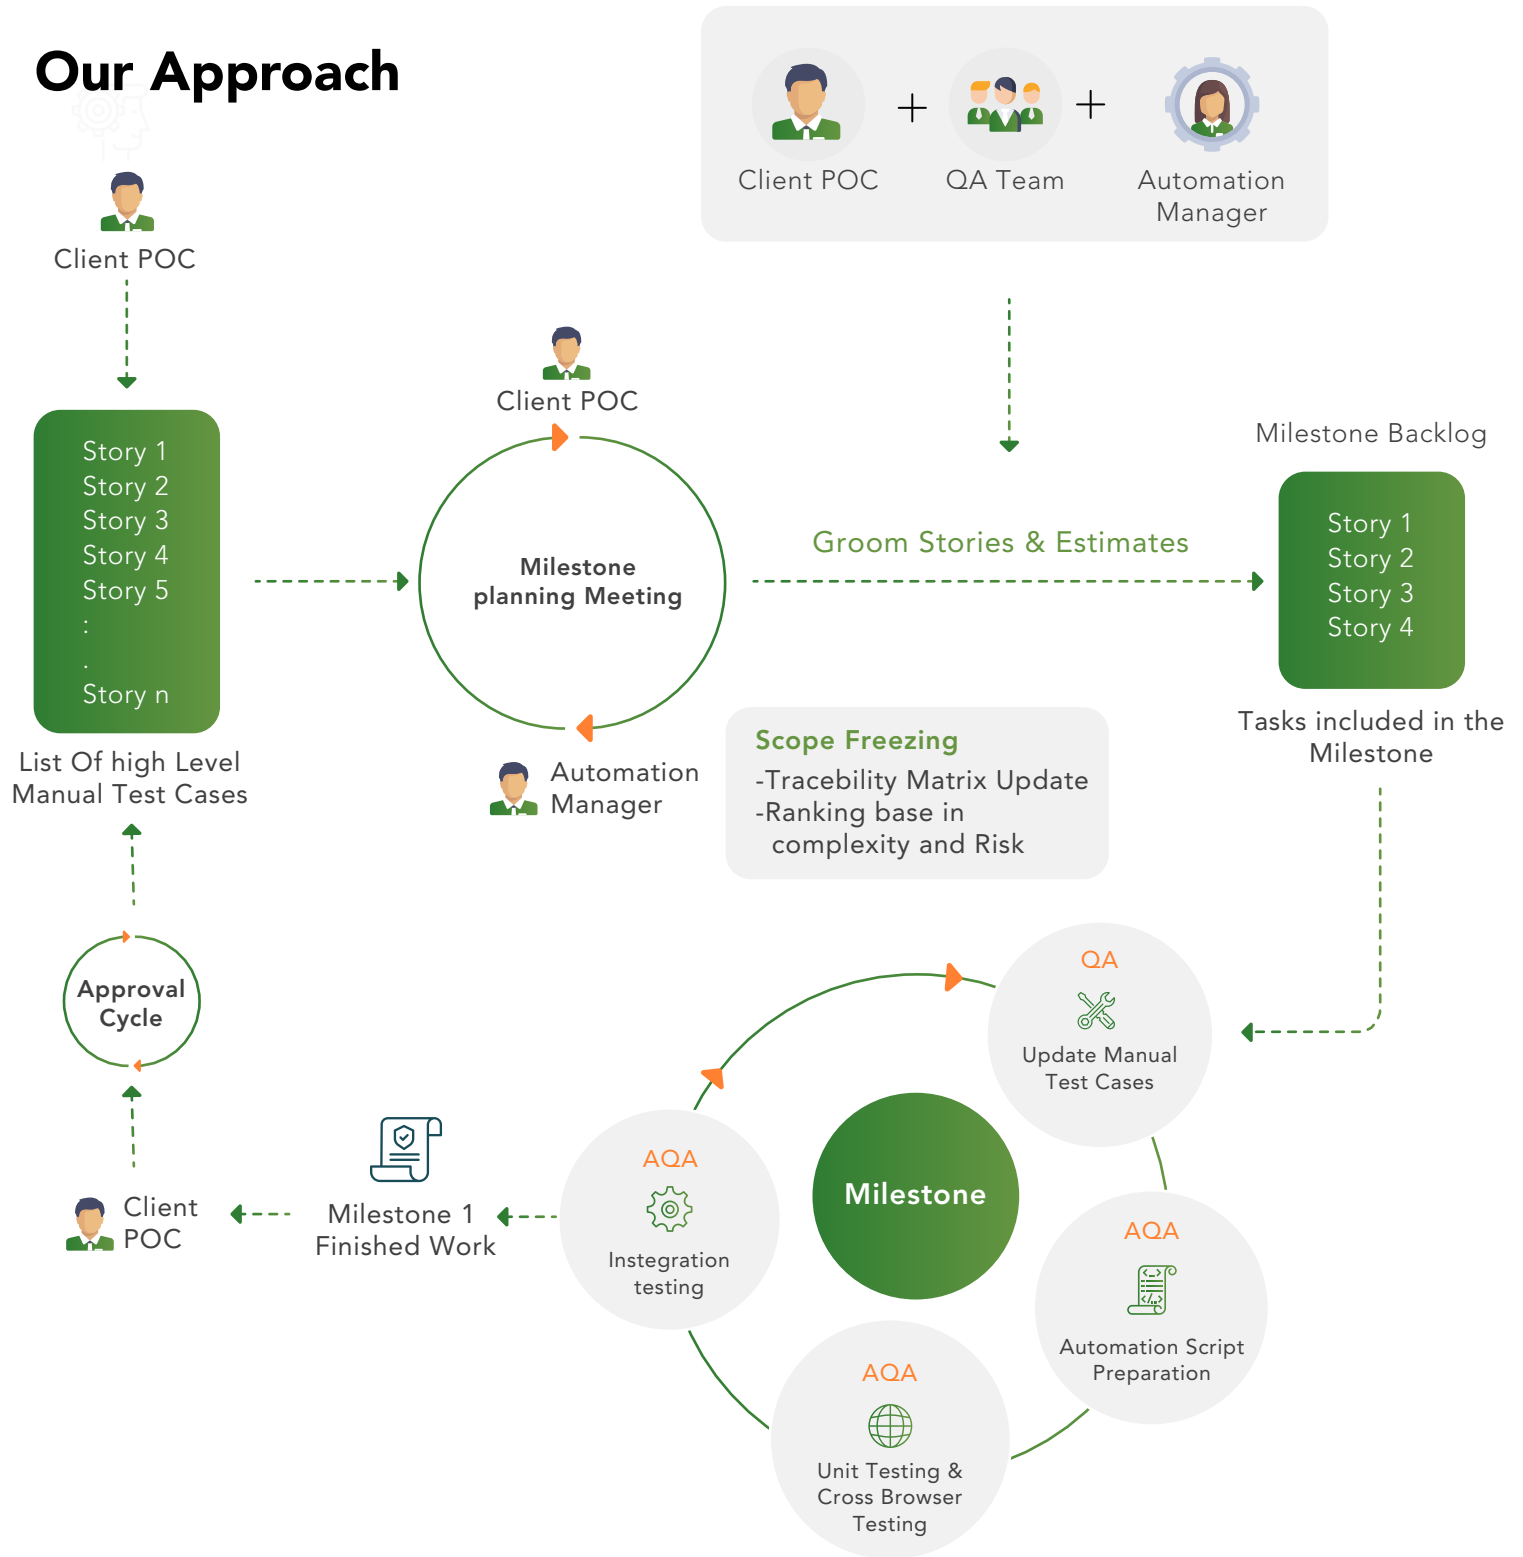 Our Approach
Client POC
QA Team
Automation
Manager
Client POC
Story 1
Story 2
Story 3
Story 4
Story 5
:
.
Story n
List Of high Level
Manual Test Cases
Client POC
Milestone
planning Meeting
Automation
Manager
Groom Stories & Estimates
Milestone Backlog
Story 1
Story 2
Story 3
Story 4
Tasks included in the
Milestone
Scope Freezing
-Tracebility Matrix Update
-Ranking base in
complexity and Risk
QA
Update Manual
Test Cases
AQA
Automation Script
Preparation
AQA
Unit Testing &
Cross Browser
Testing
AQA
Instegration
testing
Milestone
Milestone 1
Finished Work
Client
POC
Approval
Cycle